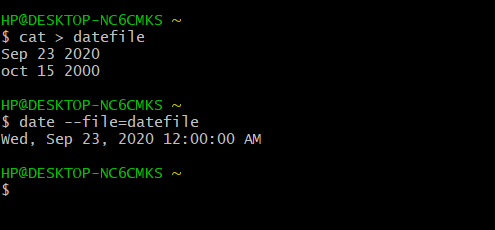 HP@DESKTOP-NC6CMKS ~
$ cat > datefile
Sep 23 2020
oct 15 2000
HP@DESKTOP-NC6CMKS ~
$ date --file=datefile
Wed, Sep 23, 2020 12:00:00 AM
HP@DESKTOP-NC6CMKS ~
$